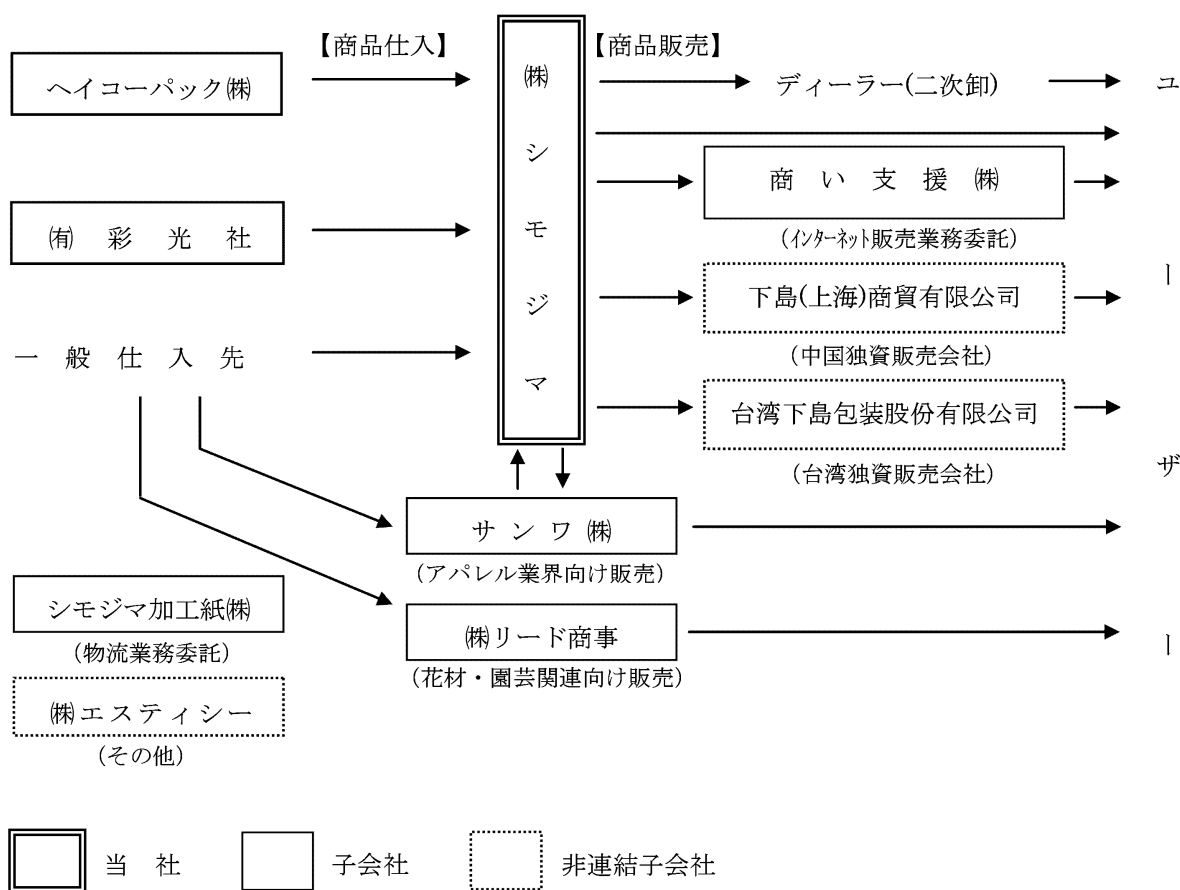 【商品仕入】
【商品販売】
ヘイコーパック㈱
㈱シモジマ
ディーラー(二次卸)
ユーザー
商い支援㈱
(インターネット販売業務委託)
㈲彩光社
下島(上海)商貿有限公司
(中国独資販売会社)
一般仕入先
台湾下島包装股份有限公司
(台湾独資販売会社)
サンワ㈱
(アパレル業界向け販売)
シモジマ加工紙㈱
(物流業務委託)
㈱リード商事
(花材・園芸関連向け販売)
㈱エスティシー
(その他)
当社
子会社
非連結子会社